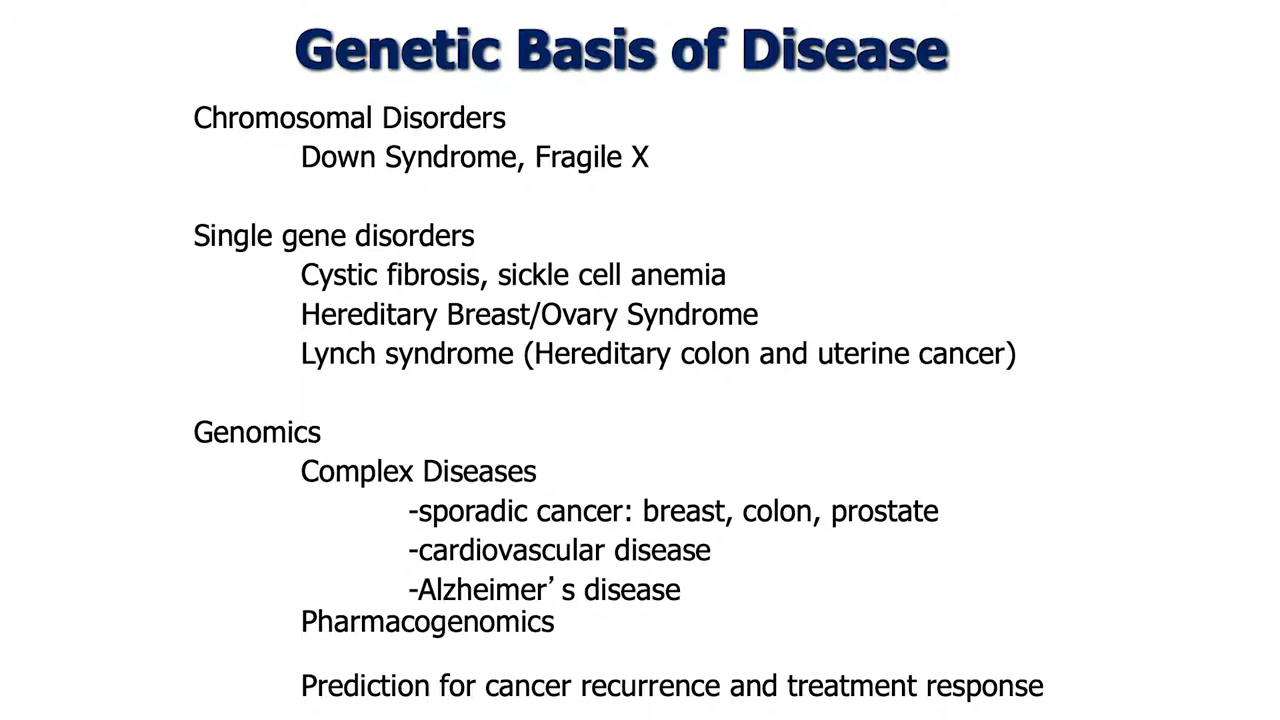 Genetic Basis of Disease
Chromosomal Disorders
Down Syndrome, Fragile X
Single gene disorders
Cystic fibrosis, sickle cell anemia
Hereditary Breast/Ovary Syndrome
Lynch syndrome (Hereditary colon and uterine cancer)
Genomics
Complex Diseases
-sporadic cancer: breast, colon, prostate
-cardiovascular disease
-Alzheimer’s disease
Pharmacogenomics
Prediction for cancer recurrence and treatment response